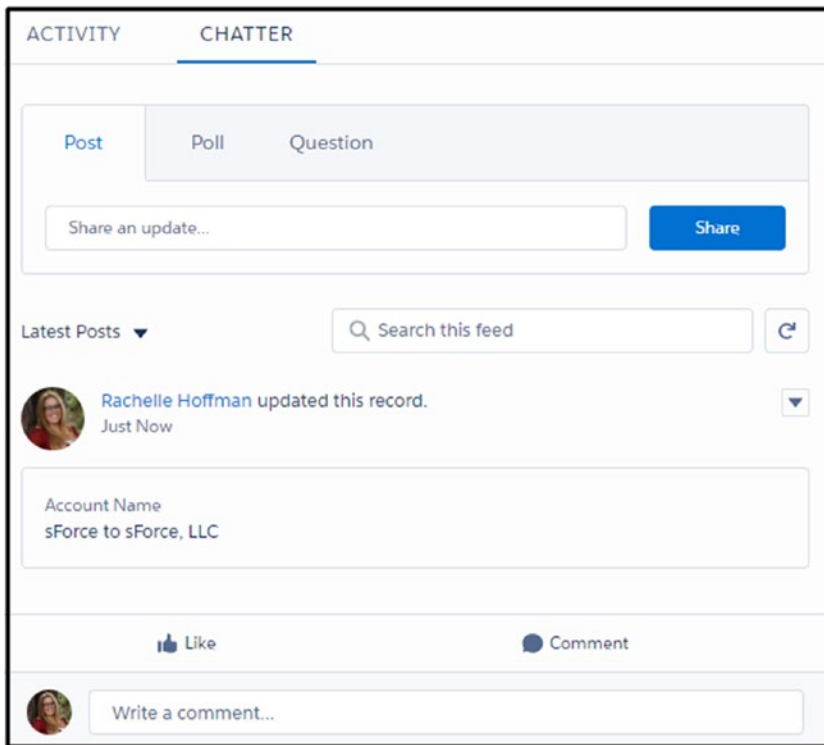 ACTIVITY CHATTER
Post Poll Question
Share an update... Share
Latest Posts Search this feed
Rachelle Hoffman updated this record.
Just Now
Account Name
sForce to sForce, LLC
Like Comment
Write a comment...